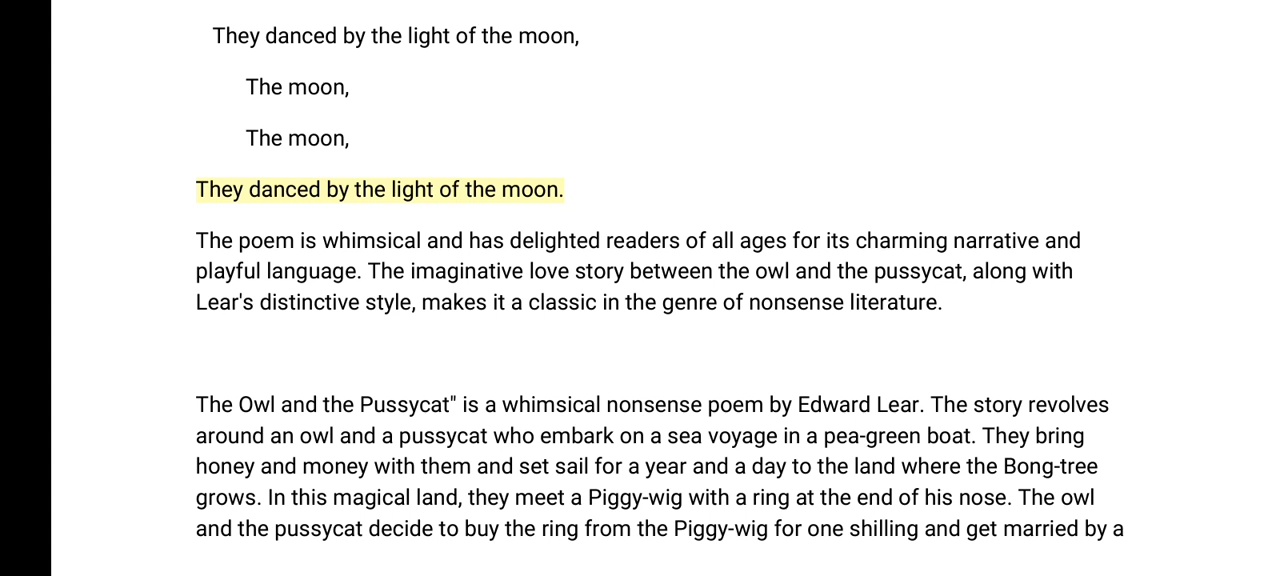 They danced by the light of the moon,
The moon,
The moon,
They danced by the light of the moon.
The poem is whimsical and has delighted readers of all ages for its charming narrative and
playful language. The imaginative love story between the owl and the pussycat, along with
Lear's distinctive style, makes it a classic in the genre of nonsense literature.
The Owl and the Pussycat" is a whimsical nonsense poem by Edward Lear. The story revolves
around an owl and a pussycat who embark on a sea voyage in a pea-green boat. They bring
honey and money with them and set sail for a year and a day to the land where the Bong-tree
grows. In this magical land, they meet a Piggy-wig with a ring at the end of his nose. The owl
and the pussycat decide to buy the ring from the Piggy-wig for one shilling and get married by a